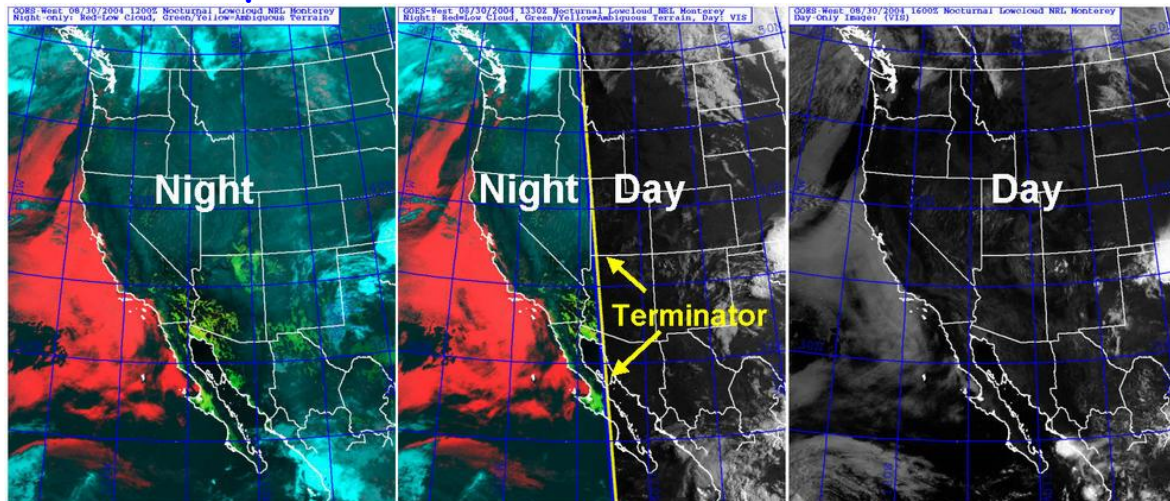 GOES-West 08/30/2004 1200Z Nocturnal Lowcloud NRL Monterey
Night-only: Red=Low Cloud, Green/Yellow=Ambiguous Terrain
GOES-West 08/30/2004 1330Z Nocturnal Lowcloud NRL Monterey
Night: Red=Low Cloud, Green/Yellow=Ambiguous Terrain, Day: VIS
GOES-West 08/30/2004 1600Z Nocturnal Lowcloud NRL Monterey
Day-Only Image: (VIS)
Night
Night
Day
Day
Terminator